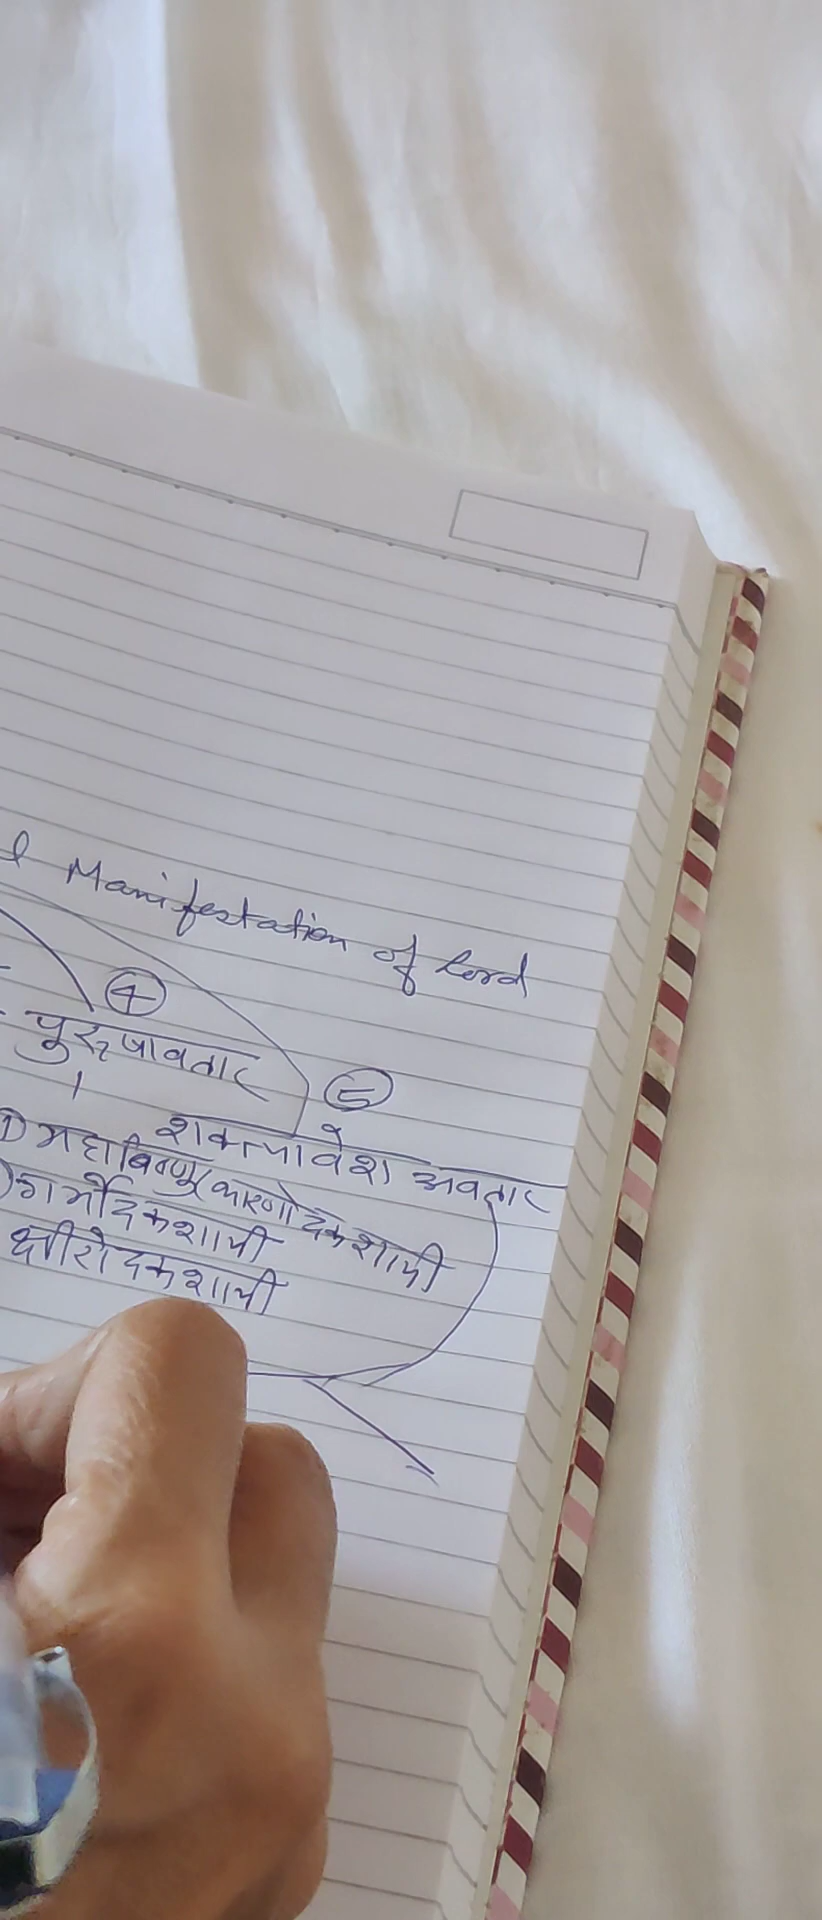 Manifestation of Lord
④
पुरुषावतार
⑤
शक्त्यावेश अवतार
① महाविष्णु (कारणोदकशायी
गर्भोदकशायी
क्षीरोदकशायी